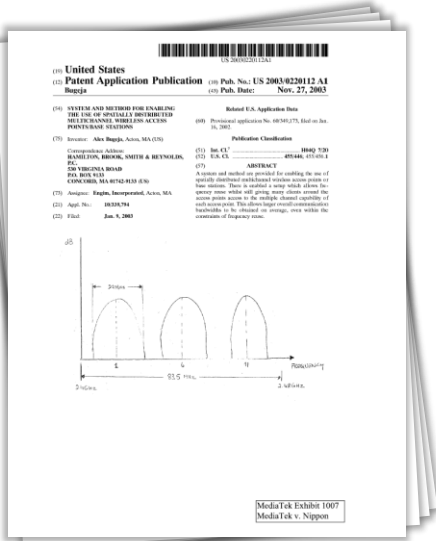 US 20030220112A1
(19) United States
(12) Patent Application Publication (10) Pub. No.: US 2003/0220112 A1
Bugeja (43) Pub. Date: Nov. 27, 2003
(54) SYSTEM AND METHOD FOR ENABLING
THE USE OF SPATIALLY DISTRIBUTED
MULTICHANNEL WIRELESS ACCESS
POINTS/BASE STATIONS
(75) Inventor: Alex Bugeja, Acton, MA (US)
Correspondence Address:
HAMILTON, BROOK, SMITH & REYNOLDS,
P.C.
530 VIRGINIA ROAD
P.O. BOX 9133
CONCORD, MA 01742-9133 (US)
(73) Assignee: Engim, Incorporated, Acton, MA
(21) Appl. No.: 10/339,794
(22) Filed: Jan. 9, 2003
Related U.S. Application Data
(60) Provisional application No. 60/349,173, filed on Jan.
16, 2002.
Publication Classification
(51) Int. Cl.7 H04Q 7/20
(52) U.S. Cl. 455/446; 455/454.1
(57) ABSTRACT
A system and method are provided for enabling the use of
spatially distributed multichannel wireless access points or
base stations. There is enabled a setup which allows fre-
quency reuse whilst still giving many clients around the
access points access to the multiple channel capability of
each access point. This allows larger overall communication
bandwidths to be obtained on average, even within the
constraints of frequency reuse.
dB
20MHz
1 6 11 FREQUENCY
83.5 MHz
2.4GHz 2.48GHz
MediaTek Exhibit 1007
MediaTek v. Nippon